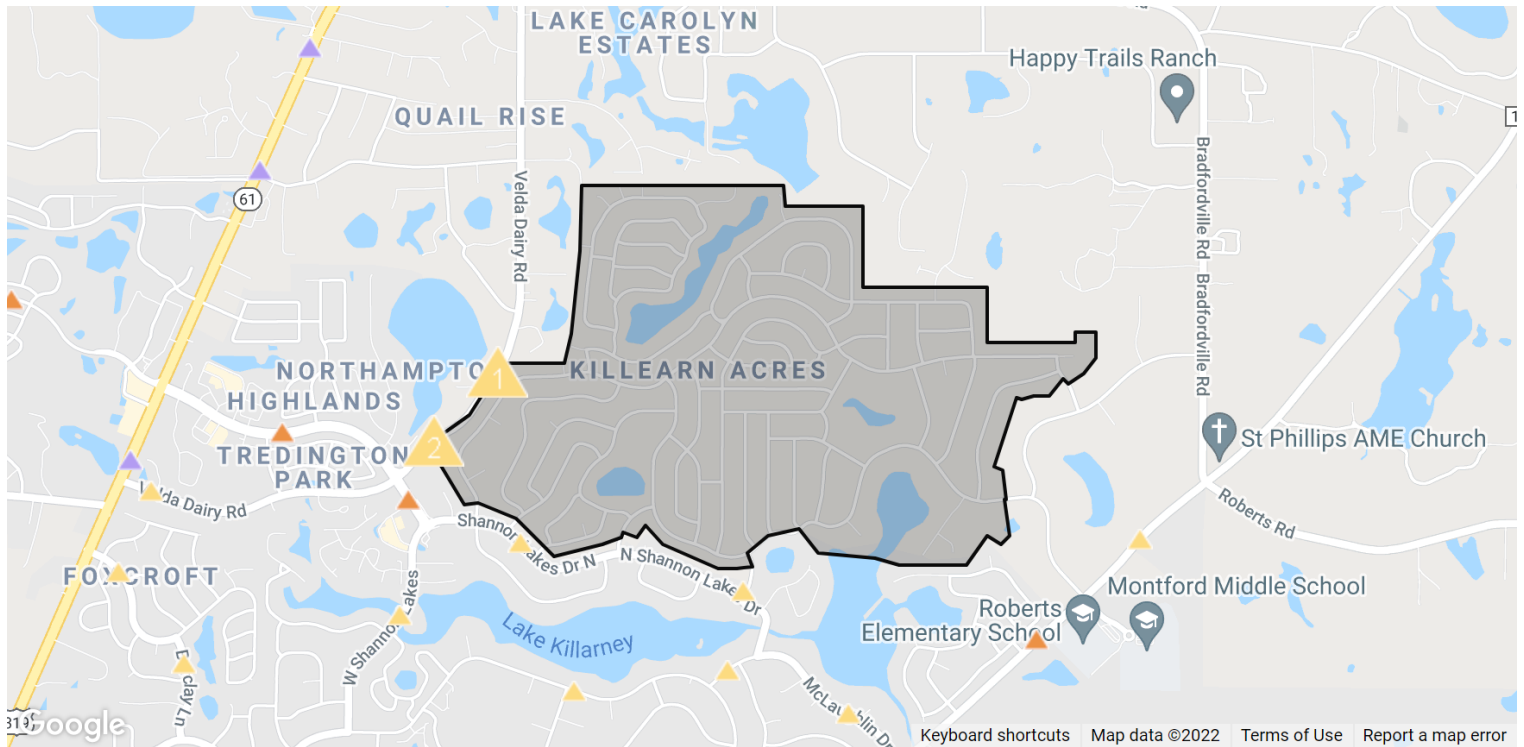 LAKE CAROLYN
ESTATES
Happy Trails Ranch
QUAIL RISE
1
61
Velda Dairy Rd
Bradfordville Rd
Bradfordville Rd
NORTHAMPTO
HIGHLANDS
1
KILLEARN ACRES
TREDINGTON
PARK
2
St Phillips AME Church
da Dairy Rd
Roberts Rd
Shannon Lakes Dr N
N Shannon Lakes Dr
FOXCROFT
Montford Middle School
Roberts
Elementary School
W Shannon Lakes
Lake Killarney
McLaughlin Dr
319
Google
Keyboard shortcuts
Map data ©2022
Terms of Use
Report a map error